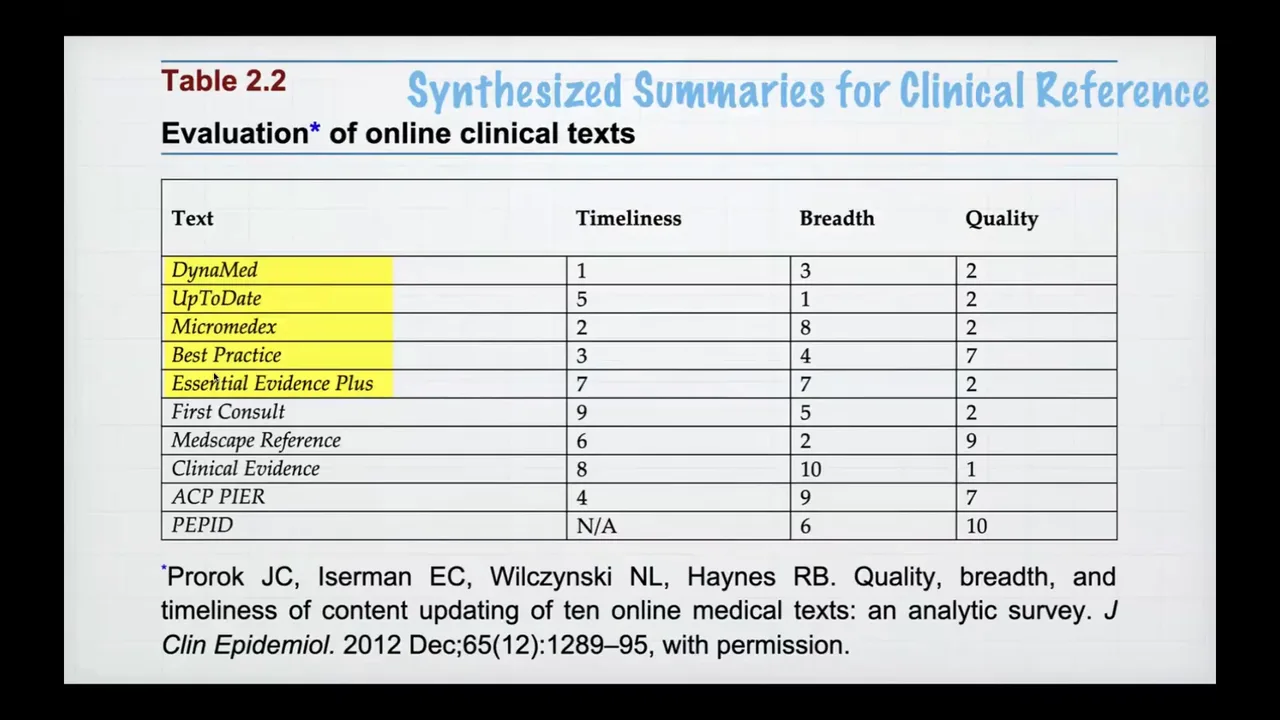 Table 2.2
Synthesized Summaries for Clinical Reference
Evaluation* of online clinical texts
Text Timeliness Breadth Quality
DynaMed 1 3 2
UpToDate 5 1 2
Micromedex 2 8 2
Best Practice 3 4 7
Essential Evidence Plus 7 7 2
First Consult 9 5 2
Medscape Reference 6 2 9
Clinical Evidence 8 10 1
ACP PIER 4 9 7
PEPID N/A 6 10
*Prorok JC, Iserman EC, Wilczynski NL, Haynes RB. Quality, breadth, and
timeliness of content updating of ten online medical texts: an analytic survey. J
Clin Epidemiol. 2012 Dec;65(12):1289–95, with permission.